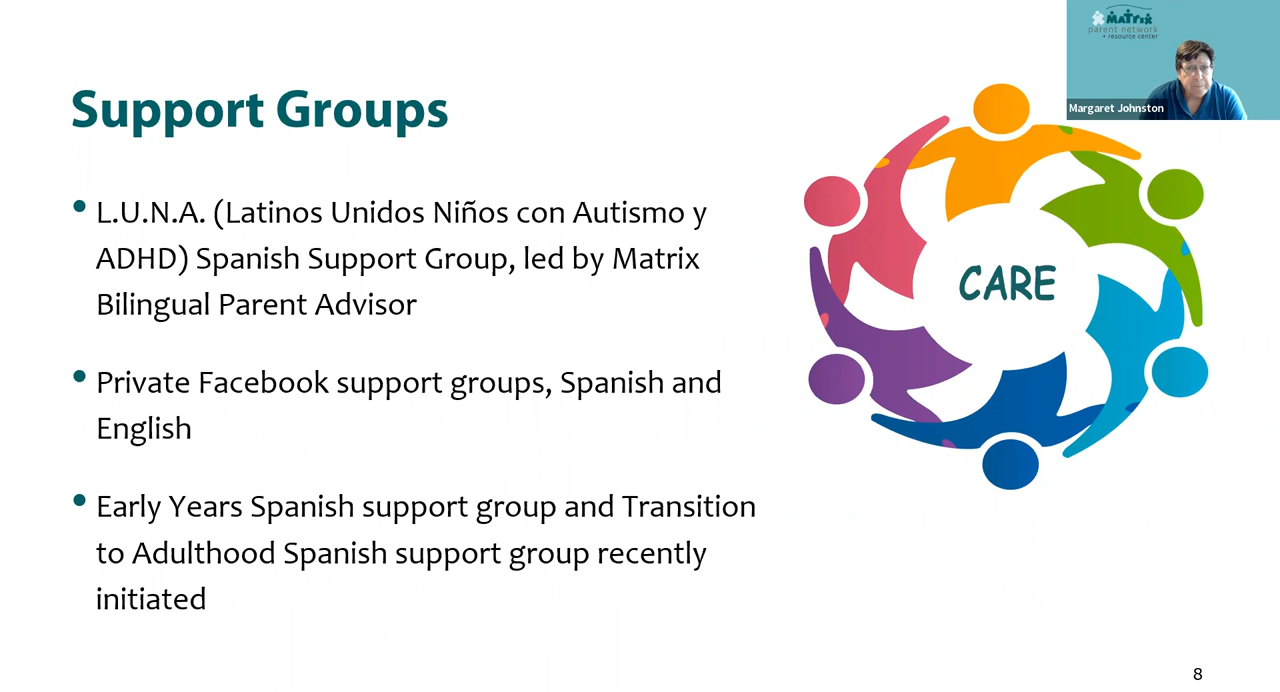 MATRIX
parent network
+ resource center
Margaret Johnston
Support Groups
• L.U.N.A. (Latinos Unidos Niños con Autismo y
ADHD) Spanish Support Group, led by Matrix
Bilingual Parent Advisor
• Private Facebook support groups, Spanish and
English
• Early Years Spanish support group and Transition
to Adulthood Spanish support group recently
initiated
CARE
8